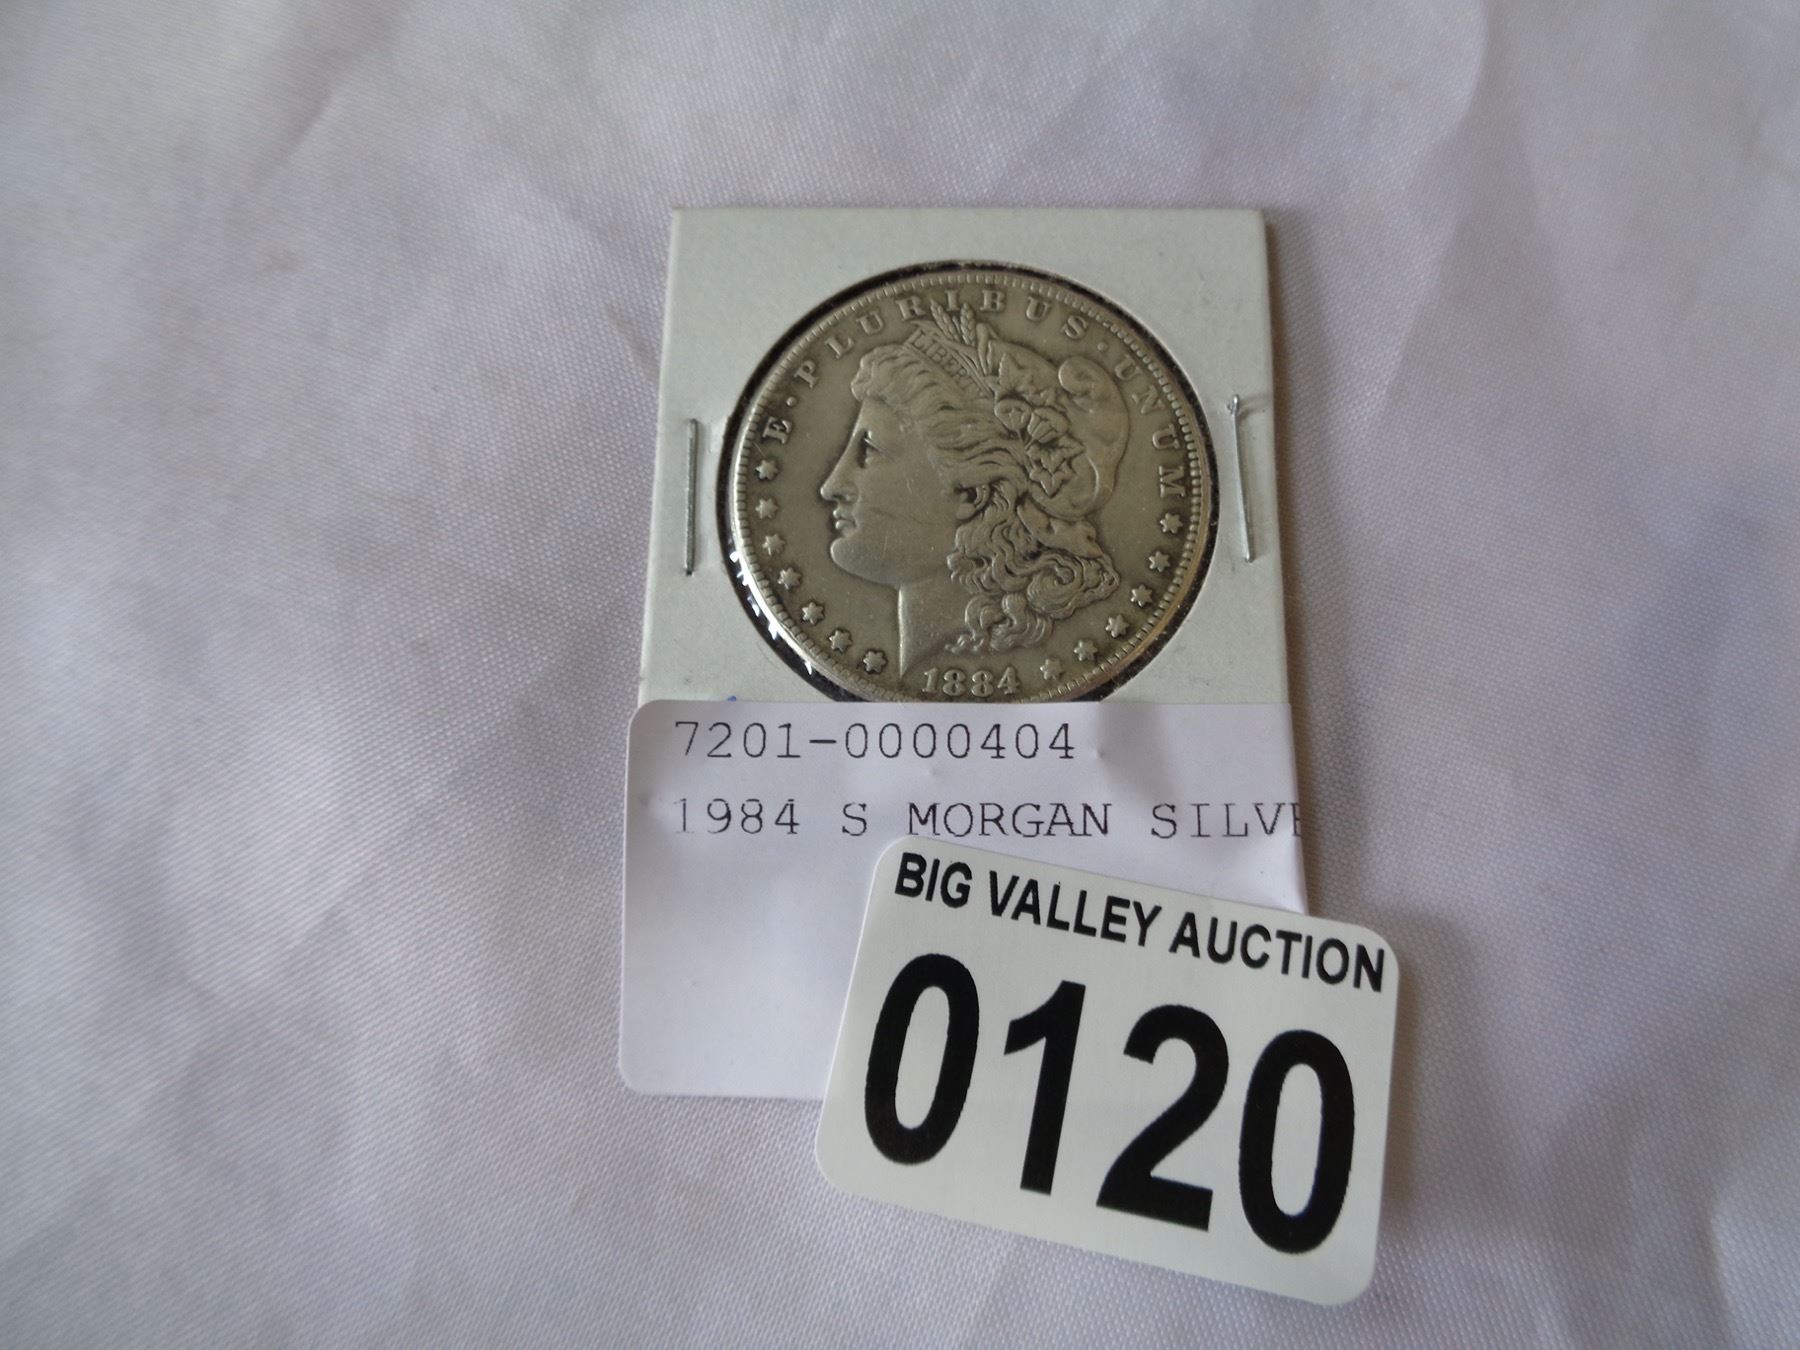 E · PLURIBUS · UNUM
LIBERTY
1884
7201-0000404
1984 S MORGAN SILVE
BIG VALLEY AUCTION
0120